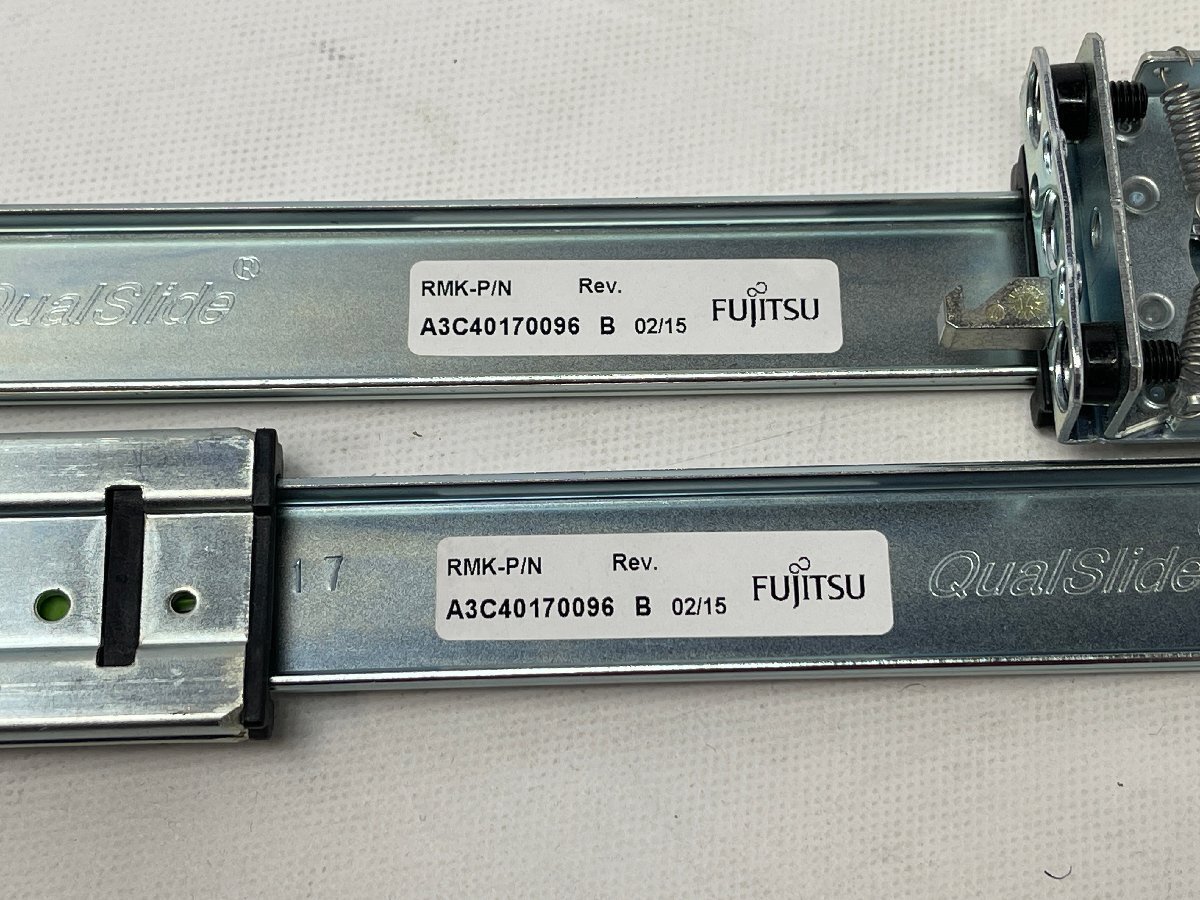 QualSlide®
RMK-P/N Rev.
A3C40170096 B 02/15
FUJITSU
17
RMK-P/N Rev.
A3C40170096 B 02/15
FUJITSU
QualSlide